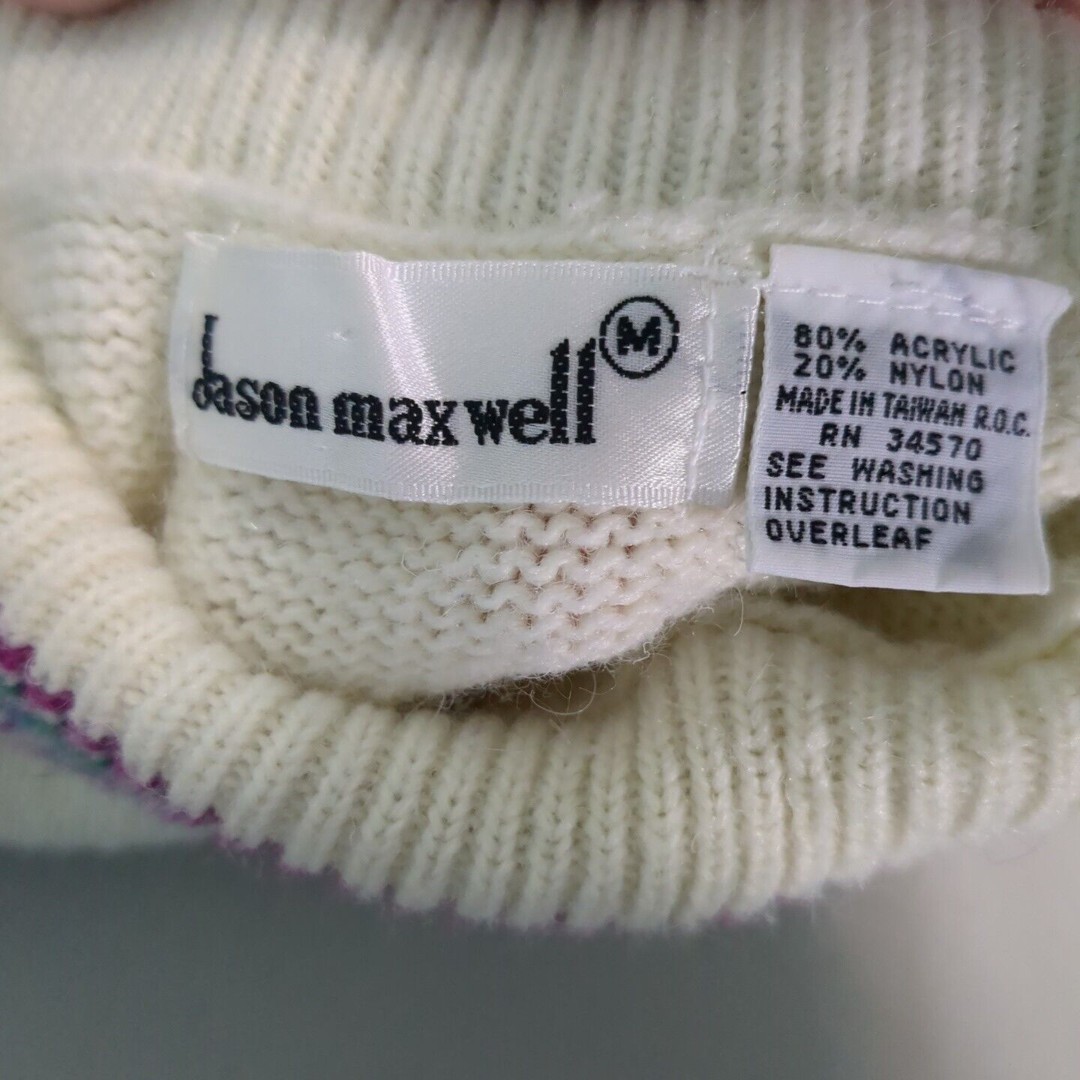 Jason maxwell M
80% ACRYLIC
20% NYLON
MADE IN TAIWAN R.O.C.
RN 34570
SEE WASHING
INSTRUCTION
OVERLEAF